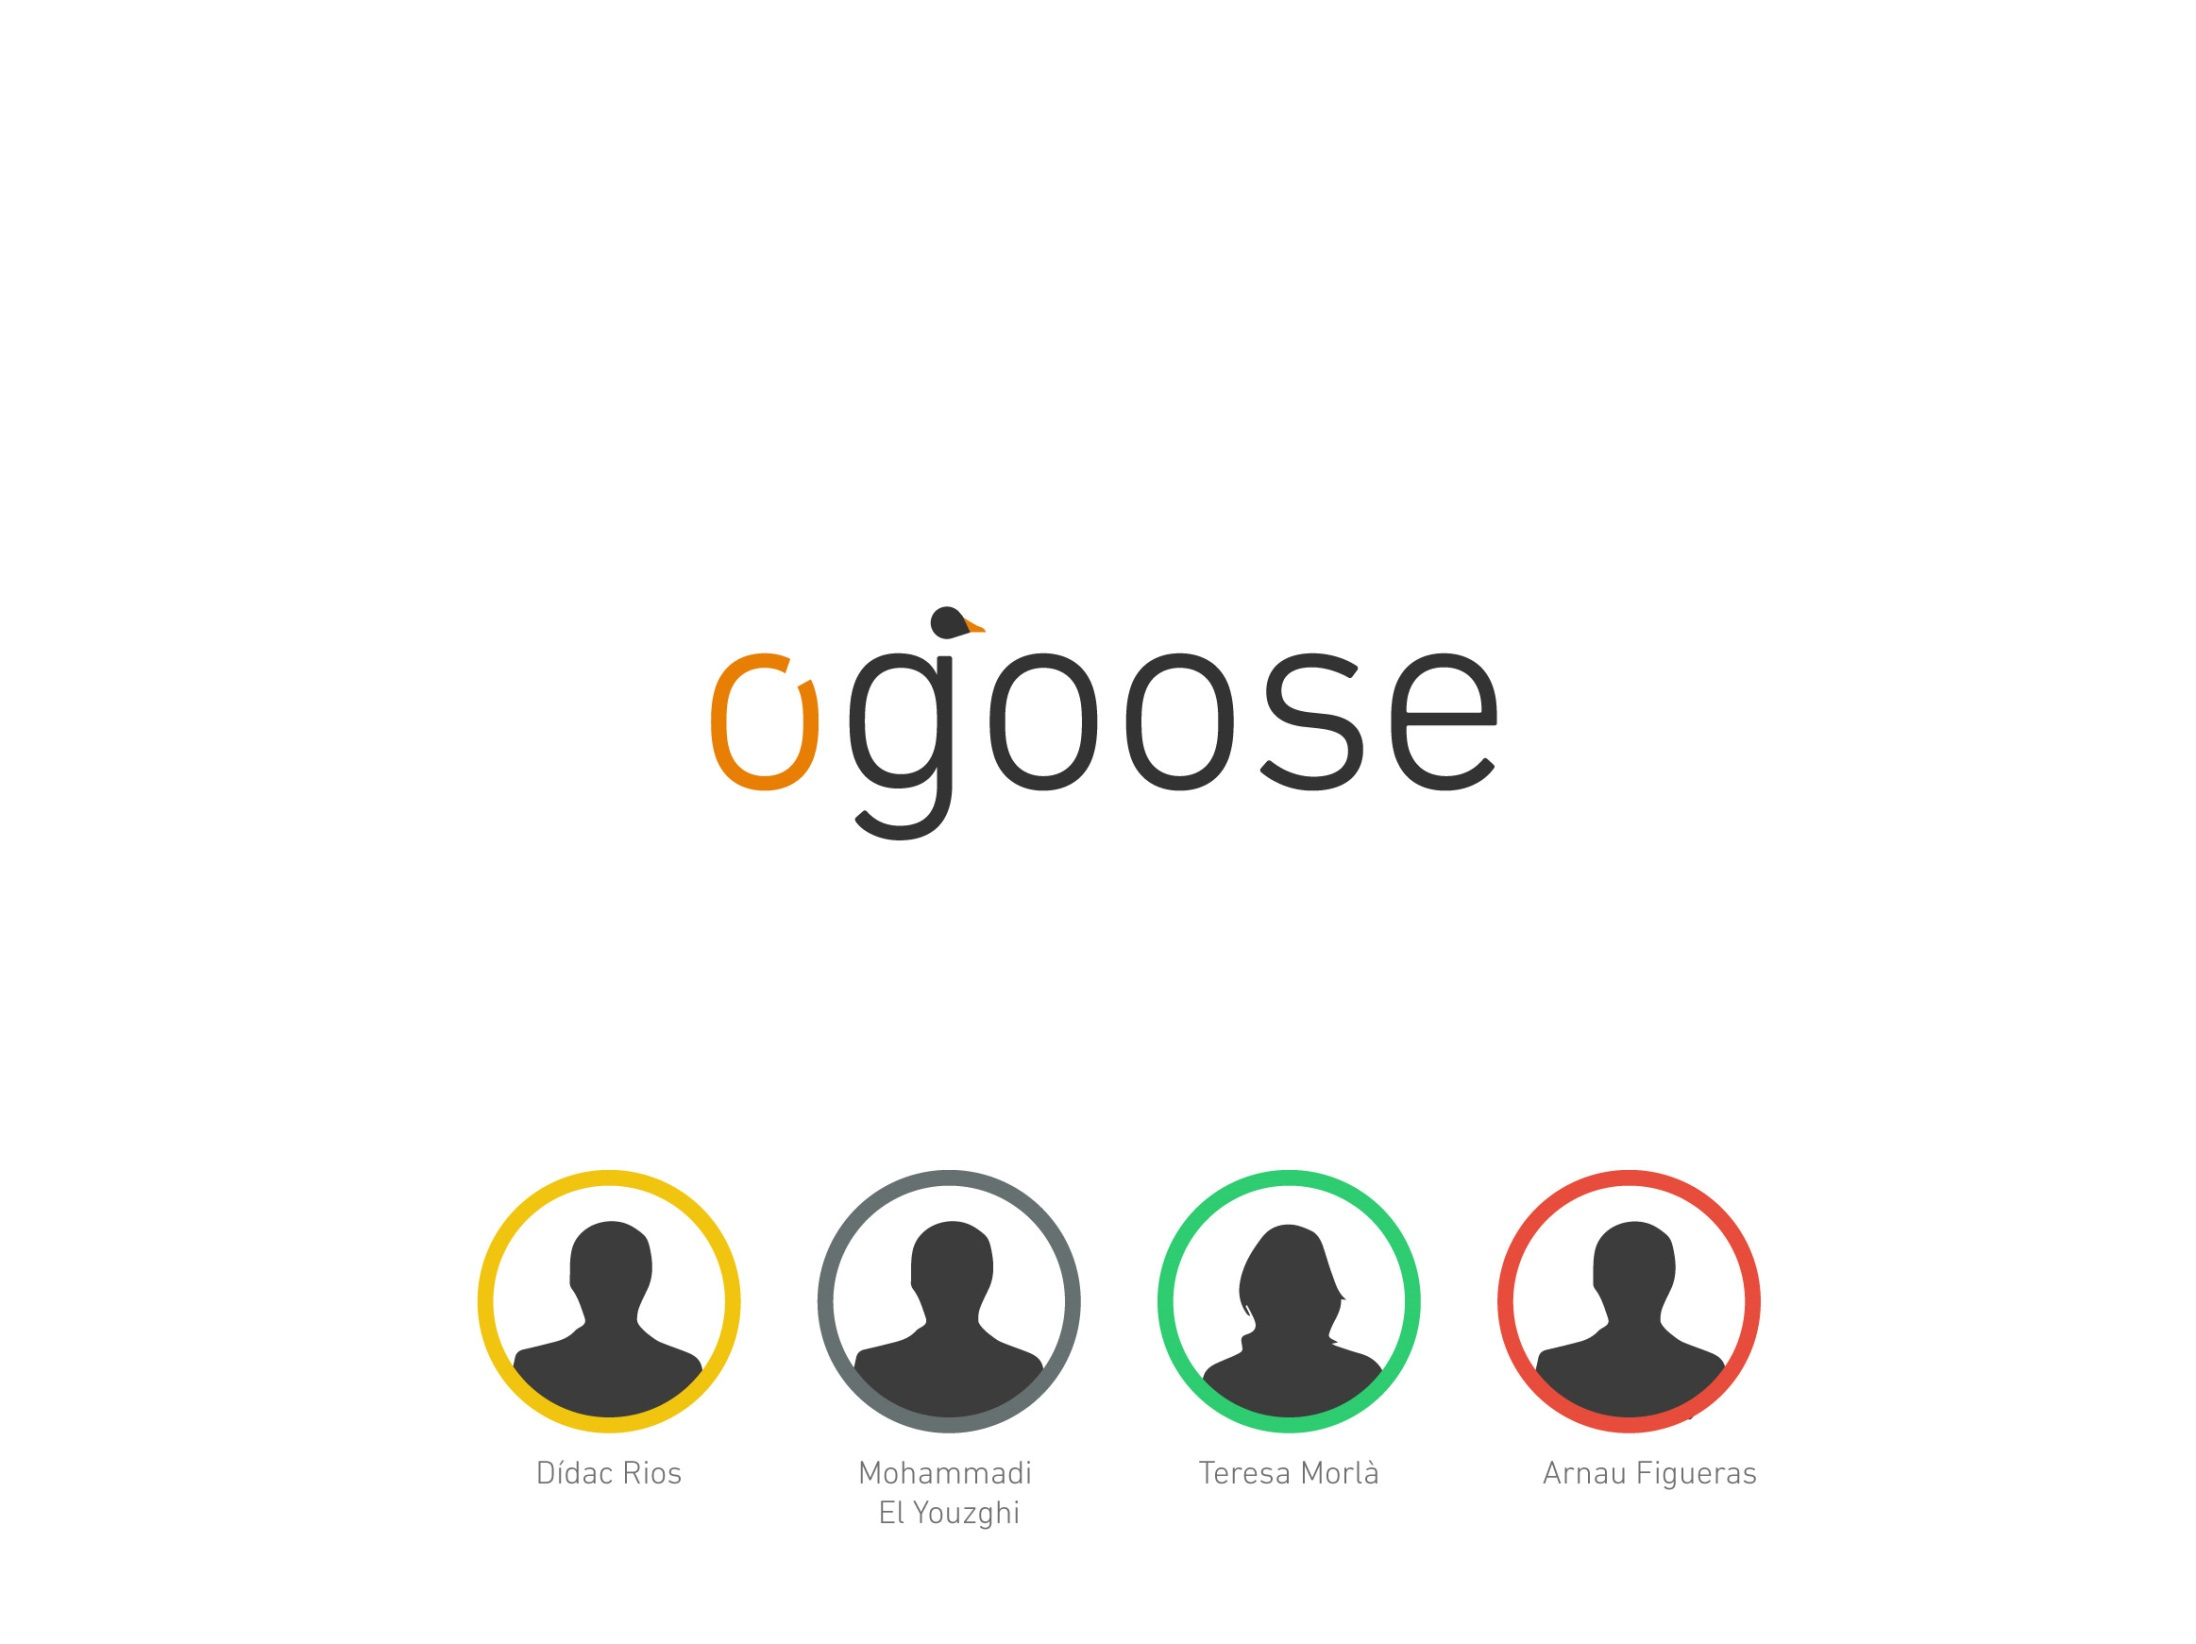 ogoose
Dídac Rios
Mohammadi
El Youzghi
Teresa Morlà
Arnau Figueras